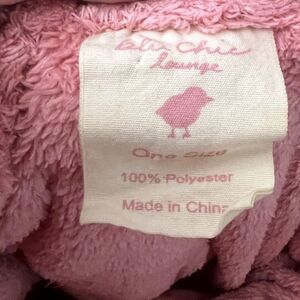 Chic
lounge
One Size
100% Polyester
Made in China